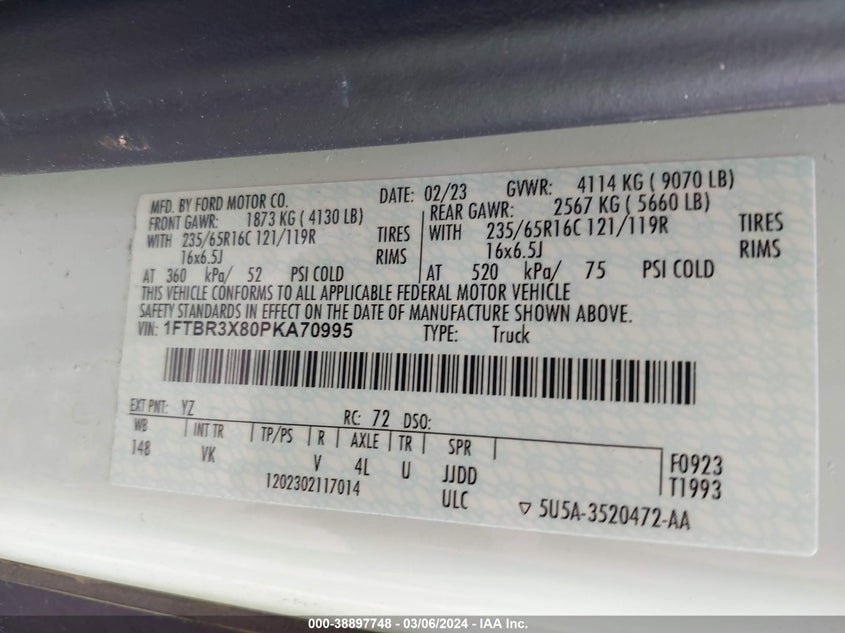 MFD. BY FORD MOTOR CO. DATE: 02/23 GVWR: 4114 KG ( 9070 LB)
FRONT GAWR: 1873 KG ( 4130 LB) REAR GAWR: 2567 KG ( 5660 LB)
WITH 235/65R16C 121/119R TIRES WITH 235/65R16C 121/119R TIRES
16x6.5J RIMS 16x6.5J RIMS
AT 360 kPa/ 52 PSI COLD AT 520 kPa/ 75 PSI COLD
THIS VEHICLE CONFORMS TO ALL APPLICABLE FEDERAL MOTOR VEHICLE
SAFETY STANDARDS IN EFFECT ON THE DATE OF MANUFACTURE SHOWN ABOVE.
VIN: 1FTBR3X80PKA70995 TYPE: Truck
EXT PNT: YZ RC: 72 DSO:
WB INT TR TP/PS R AXLE TR SPR
148 VK V 4L U JJDD F0923
1202302117014 ULC T1993
5U5A-3520472-AA
000-38897748 - 03/06/2024 - IAA Inc.